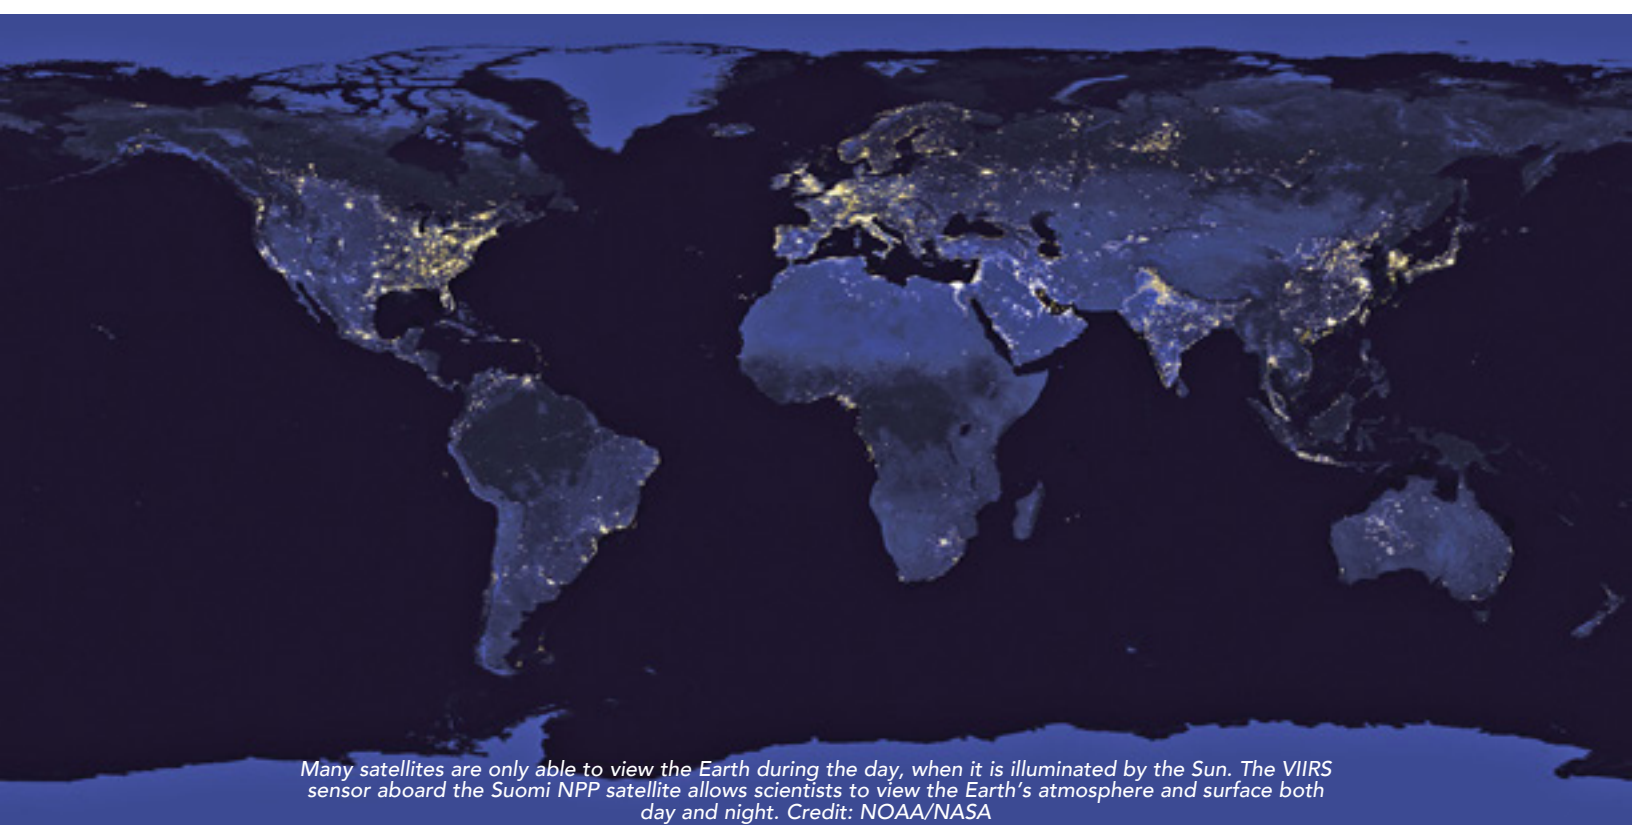 Many satellites are only able to view the Earth during the day, when it is illuminated by the Sun. The VIIRS
sensor aboard the Suomi NPP satellite allows scientists to view the Earth's atmosphere and surface both
day and night. Credit: NOAA/NASA